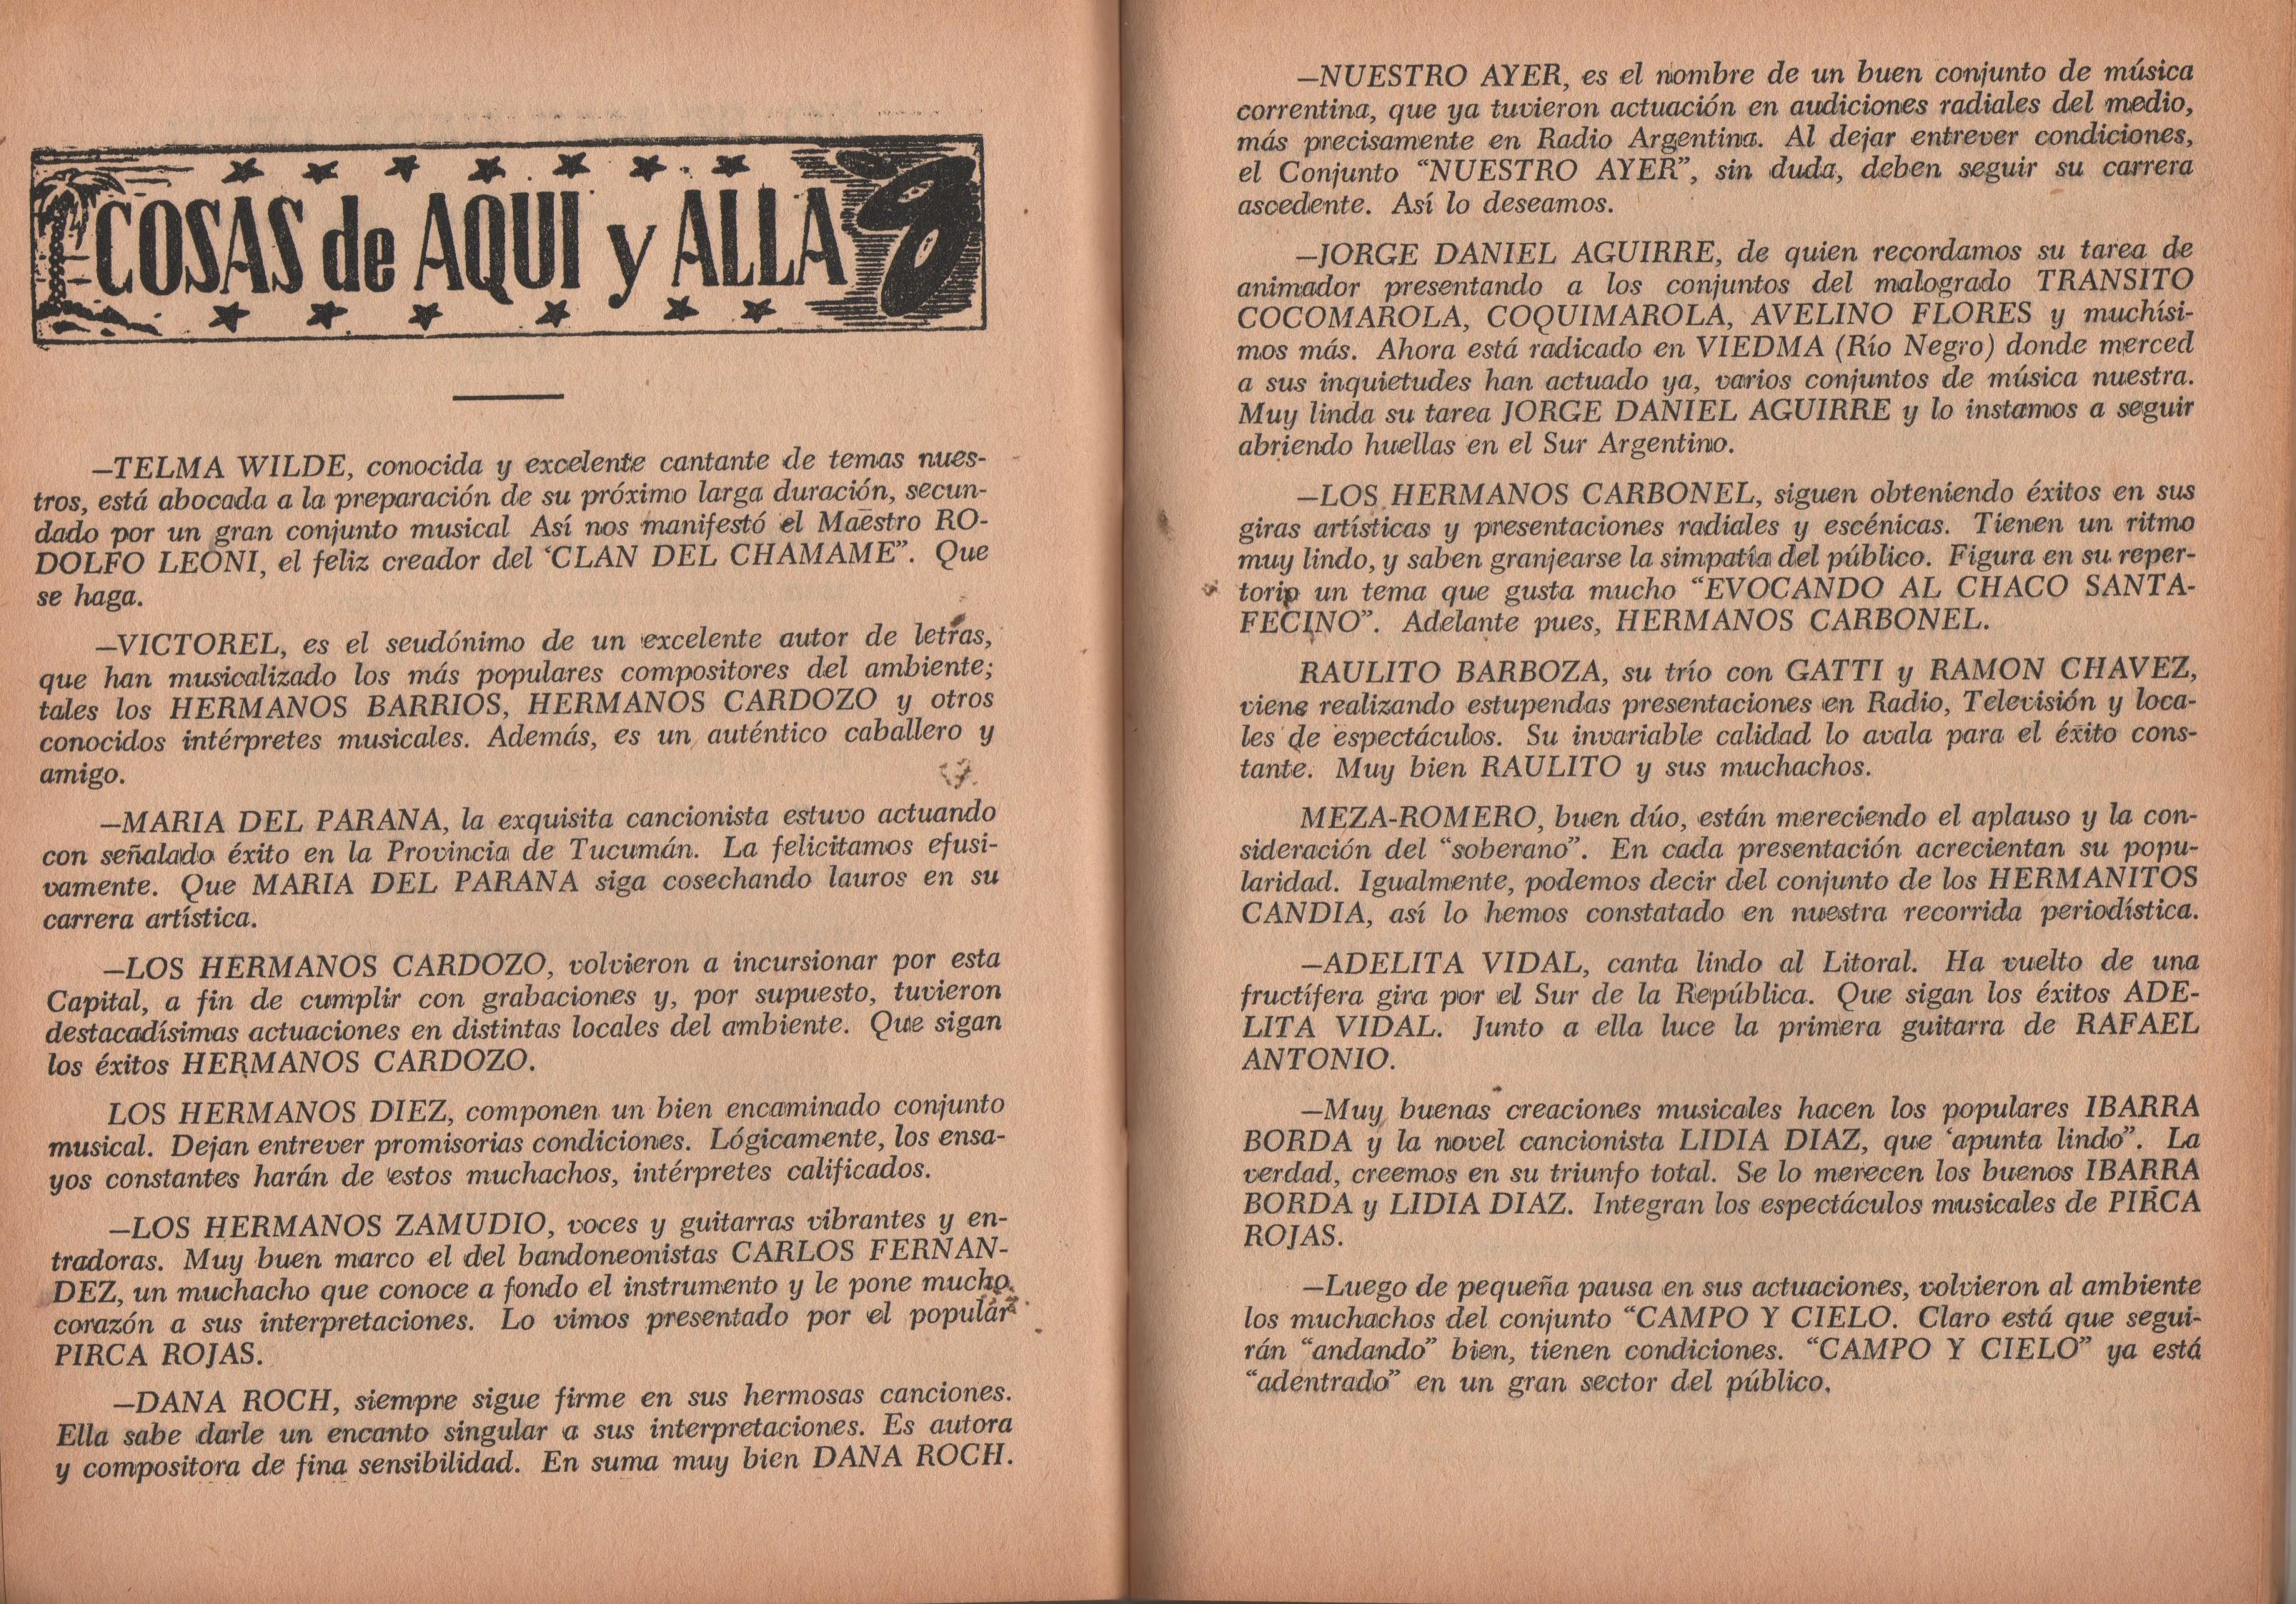 COSAS de AQUI y ALLA
—TELMA WILDE, conocida y excelente cantante de temas nues-
tros, está abocada a la preparación de su próximo larga duración, secun-
dado por un gran conjunto musical Así nos manifestó el Maestro RO-
DOLFO LEONI, el feliz creador del ‘CLAN DEL CHAMAME”. Que
se haga.
—VICTOREL, es el seudónimo de un excelente autor de letras,
que han musicalizado los más populares compositores del ambiente;
tales los HERMANOS BARRIOS, HERMANOS CARDOZO y otros
conocidos intérpretes musicales. Además, es un auténtico caballero y
amigo.
—MARIA DEL PARANA, la exquisita cancionista estuvo actuando
con señalado éxito en la Provincia de Tucumán. La felicitamos efusi-
vamente. Que MARIA DEL PARANA siga cosechando lauros en su
carrera artística.
—LOS HERMANOS CARDOZO, volvieron a incursionar por esta
Capital, a fin de cumplir con grabaciones y, por supuesto, tuvieron
destacadísimas actuaciones en distintas locales del ambiente. Que sigan
los éxitos HERMANOS CARDOZO.
LOS HERMANOS DIEZ, componen un bien encaminado conjunto
musical. Dejan entrever promisorias condiciones. Lógicamente, los ensa-
yos constantes harán de estos muchachos, intérpretes calificados.
—LOS HERMANOS ZAMUDIO, voces y guitarras vibrantes y en-
tradoras. Muy buen marco el del bandoneonistas CARLOS FERNAN-
DEZ, un muchacho que conoce a fondo el instrumento y le pone mucho
corazón a sus interpretaciones. Lo vimos presentado por el popular
PIRCA ROJAS.
—DANA ROCH, siempre sigue firme en sus hermosas canciones.
Ella sabe darle un encanto singular a sus interpretaciones. Es autora
y compositora de fina sensibilidad. En suma muy bien DANA ROCH.
—NUESTRO AYER, es el nombre de un buen conjunto de música
correntina, que ya tuvieron actuación en audiciones radiales del medio,
más precisamente en Radio Argentina. Al dejar entrever condiciones,
el Conjunto “NUESTRO AYER”, sin duda, deben seguir su carrera
ascedente. Así lo deseamos.
—JORGE DANIEL AGUIRRE, de quien recordamos su tarea de
animador presentando a los conjuntos del malogrado TRANSITO
COCOMAROLA, COQUIMAROLA, AVELINO FLORES y muchísi-
mos más. Ahora está radicado en VIEDMA (Río Negro) donde merced
a sus inquietudes han actuado ya, varios conjuntos de música nuestra.
Muy linda su tarea JORGE DANIEL AGUIRRE y lo instamos a seguir
abriendo huellas en el Sur Argentino.
—LOS HERMANOS CARBONEL, siguen obteniendo éxitos en sus
giras artísticas y presentaciones radiales y escénicas. Tienen un ritmo
muy lindo, y saben granjearse la simpatía del público. Figura en su reper-
torio un tema que gusta mucho “EVOCANDO AL CHACO SANTA-
FECINO”. Adelante pues, HERMANOS CARBONEL.
RAULITO BARBOZA, su trío con GATTI y RAMON CHAVEZ,
viene realizando estupendas presentaciones en Radio, Televisión y loca-
les de espectáculos. Su invariable calidad lo avala para el éxito cons-
tante. Muy bien RAULITO y sus muchachos.
MEZA-ROMERO, buen dúo, están mereciendo el aplauso y la con-
sideración del “soberano”. En cada presentación acrecientan su popu-
laridad. Igualmente, podemos decir del conjunto de los HERMANITOS
CANDIA, así lo hemos constatado en nuestra recorrida periodística.
—ADELITA VIDAL, canta lindo al Litoral. Ha vuelto de una
fructífera gira por el Sur de la República. Que sigan los éxitos ADE-
LITA VIDAL. Junto a ella luce la primera guitarra de RAFAEL
ANTONIO.
—Muy buenas creaciones musicales hacen los populares IBARRA
BORDA y la novel cancionista LIDIA DIAZ, que ‘apunta lindo”. La
verdad, creemos en su triunfo total. Se lo merecen los buenos IBARRA
BORDA y LIDIA DIAZ. Integran los espectáculos musicales de PIRCA
ROJAS.
—Luego de pequeña pausa en sus actuaciones, volvieron al ambiente
los muchachos del conjunto “CAMPO Y CIELO. Claro está que segui-
rán “andando” bien, tienen condiciones. “CAMPO Y CIELO” ya está
“adentrado” en un gran sector del público.